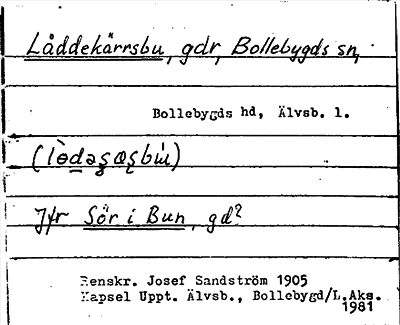 Låddekärrsbu, gdr, Bollebygds sn,
Bollebygds hd, Älvsb. l.
Jfr Sör i Bun, gd?
Renskr. Josef Sandström 1905
Kapsel Uppt. Älvsb., Bollebygd/L.Aks.
1981